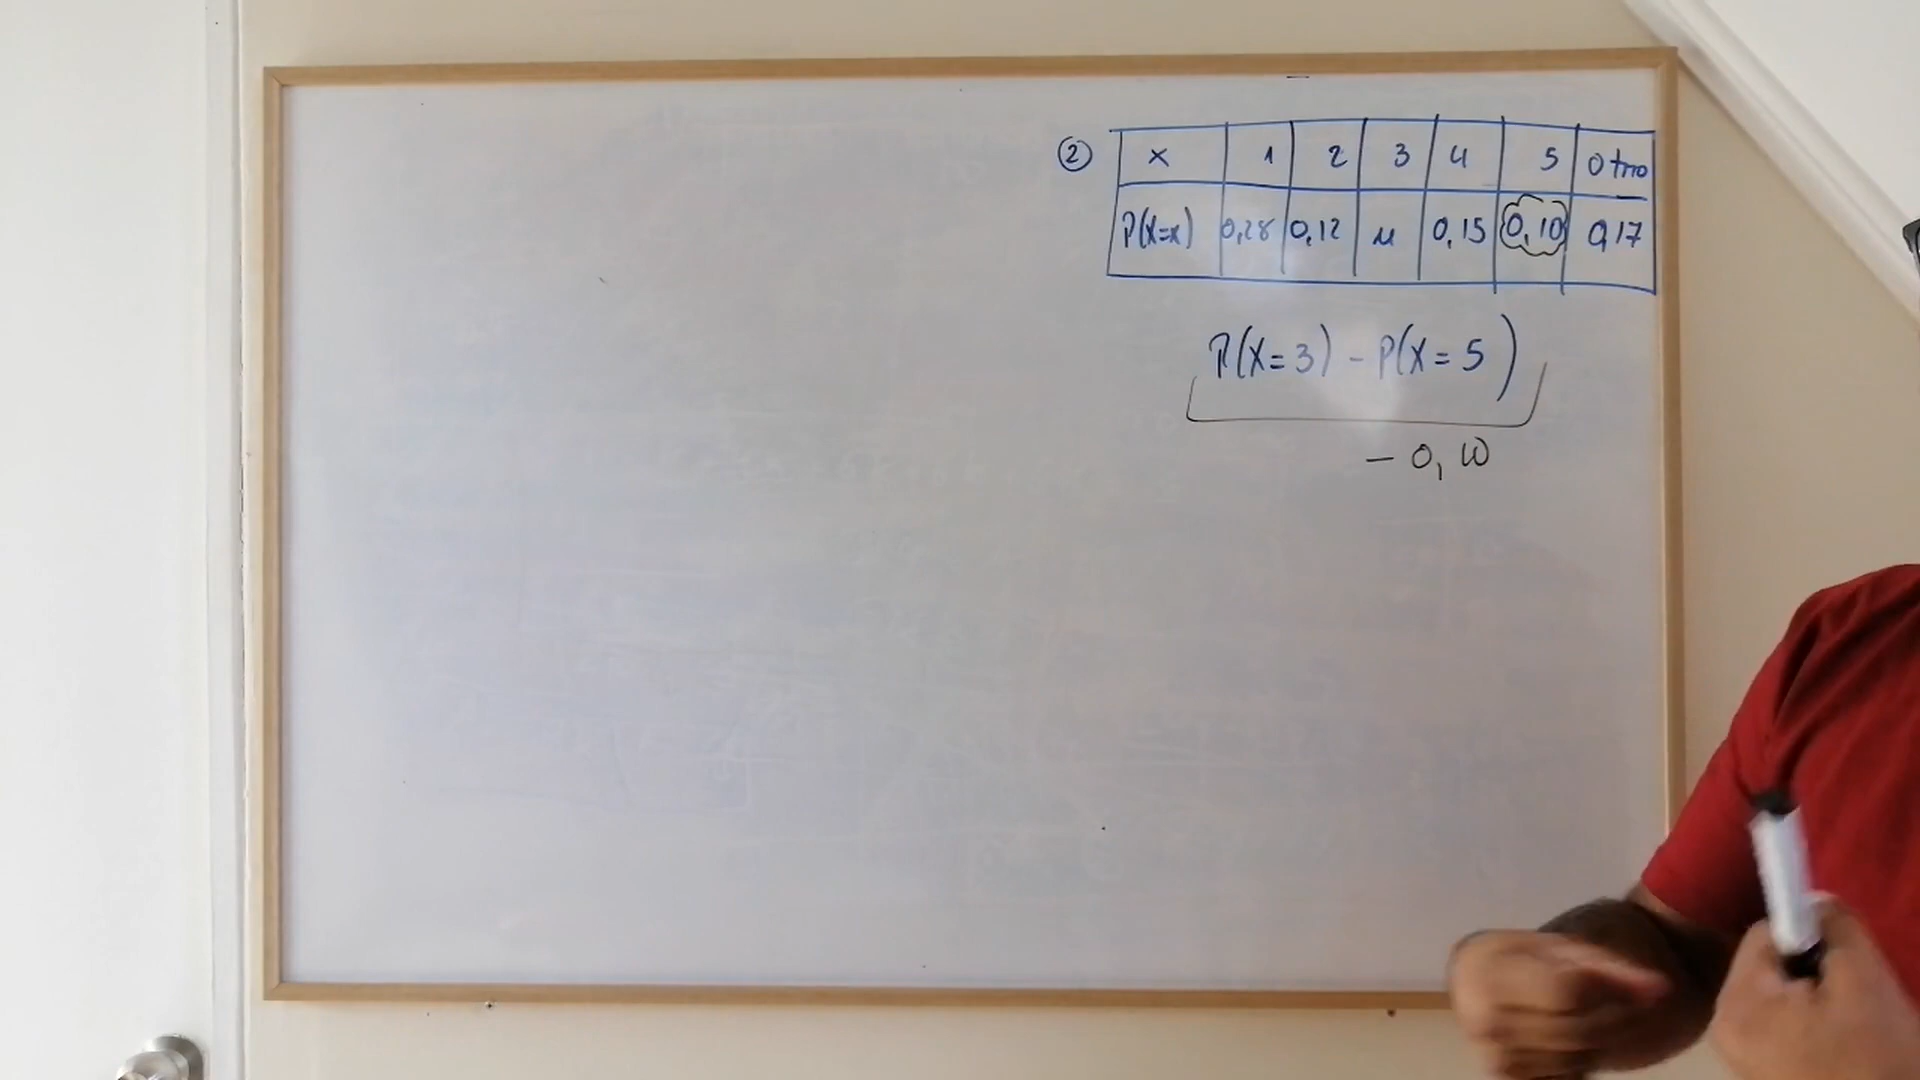 ② x 1 2 3 4 5 Otro
P(X=x) 0,28 0,12 u 0,15 0,10 0,17
P(X=3) - P(X=5)
- 0,10